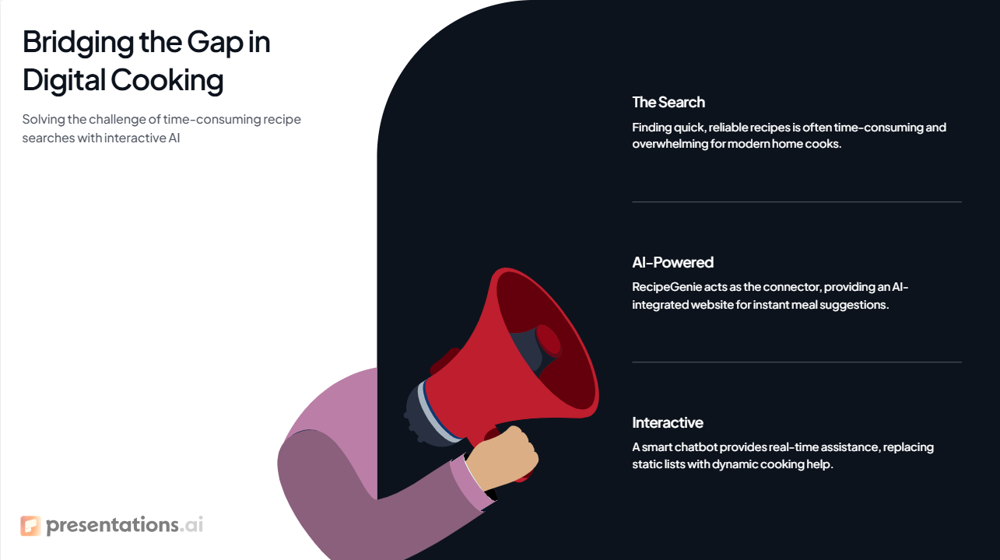 Bridging the Gap in
Digital Cooking
Solving the challenge of time-consuming recipe
searches with interactive AI
The Search
Finding quick, reliable recipes is often time-consuming and
overwhelming for modern home cooks.
AI-Powered
RecipeGenie acts as the connector, providing an AI-
integrated website for instant meal suggestions.
Interactive
A smart chatbot provides real-time assistance, replacing
static lists with dynamic cooking help.
presentations.ai